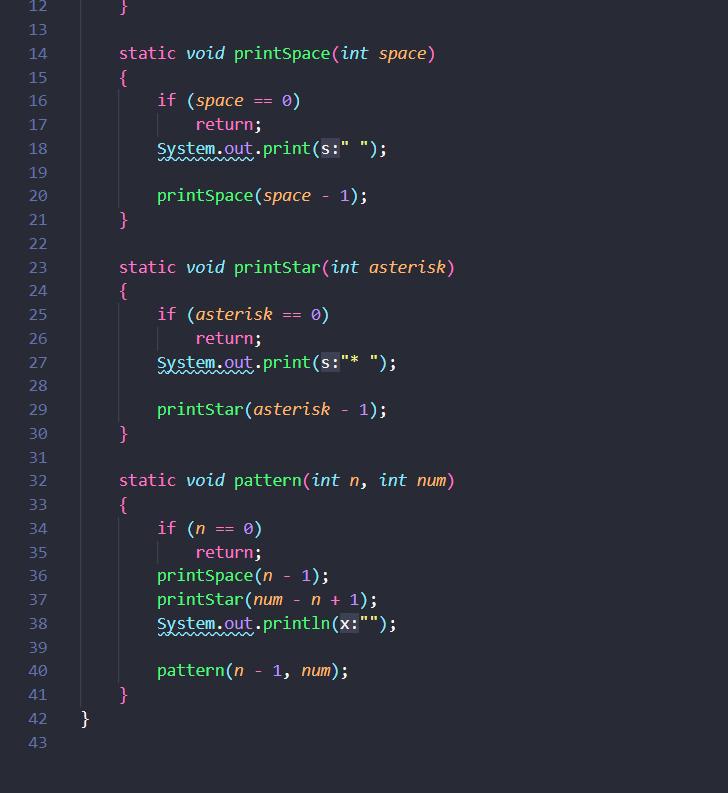 12 }
13
14 static void printSpace(int space)
15 {
16 if (space == 0)
17 return;
18 System.out.print(s:" ");
19
20 printSpace(space - 1);
21 }
22
23 static void printStar(int asterisk)
24 {
25 if (asterisk == 0)
26 return;
27 System.out.print(s:"* ");
28
29 printStar(asterisk - 1);
30 }
31
32 static void pattern(int n, int num)
33 {
34 if (n == 0)
35 return;
36 printSpace(n - 1);
37 printStar(num - n + 1);
38 System.out.println(x:"");
39
40 pattern(n - 1, num);
41 }
42 }
43